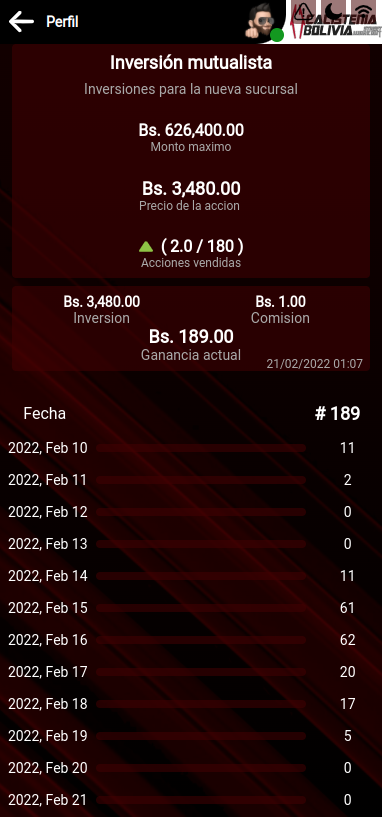 Perfil
CALISTENIA
BOLIVIA
Inversión mutualista
Inversiones para la nueva sucursal
Bs. 626,400.00
Monto maximo
Bs. 3,480.00
Precio de la accion
( 2.0 / 180 )
Acciones vendidas
Bs. 3,480.00 Bs. 1.00
Inversion Comision
Bs. 189.00
Ganancia actual
21/02/2022 01:07
Fecha # 189
2022, Feb 10 11
2022, Feb 11 2
2022, Feb 12 0
2022, Feb 13 0
2022, Feb 14 11
2022, Feb 15 61
2022, Feb 16 62
2022, Feb 17 20
2022, Feb 18 17
2022, Feb 19 5
2022, Feb 20 0
2022, Feb 21 0